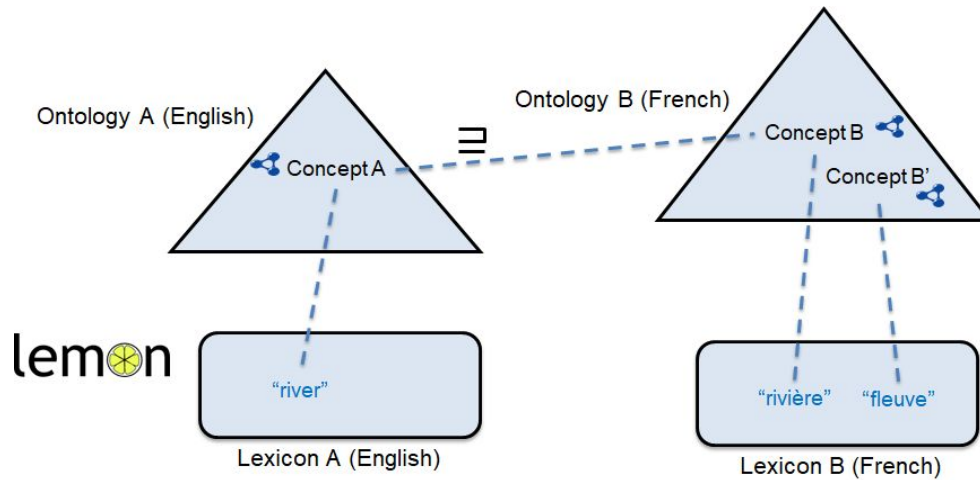 Ontology A (English)
Ontology B (French)
⊒
Concept A
Concept B
Concept B'
lemon
“river”
“rivière” “fleuve”
Lexicon A (English)
Lexicon B (French)